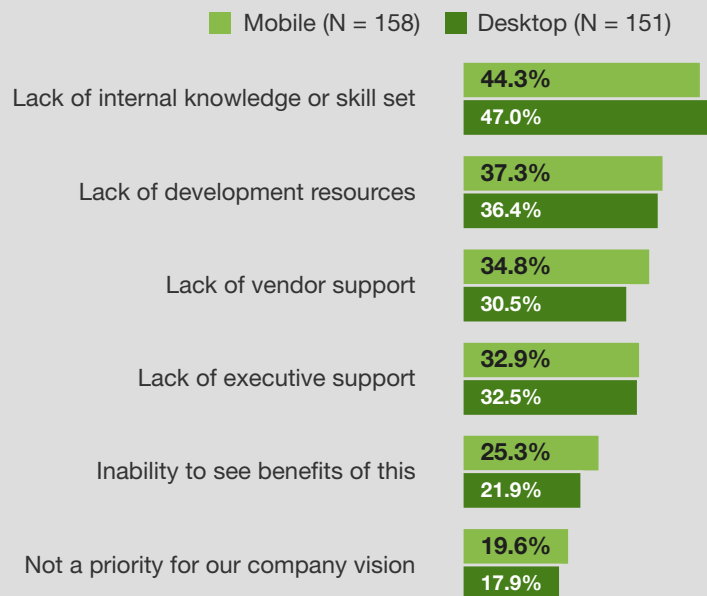 Mobile (N = 158) Desktop (N = 151)
Lack of internal knowledge or skill set
44.3%
47.0%
Lack of development resources
37.3%
36.4%
Lack of vendor support
34.8%
30.5%
Lack of executive support
32.9%
32.5%
Inability to see benefits of this
25.3%
21.9%
Not a priority for our company vision
19.6%
17.9%